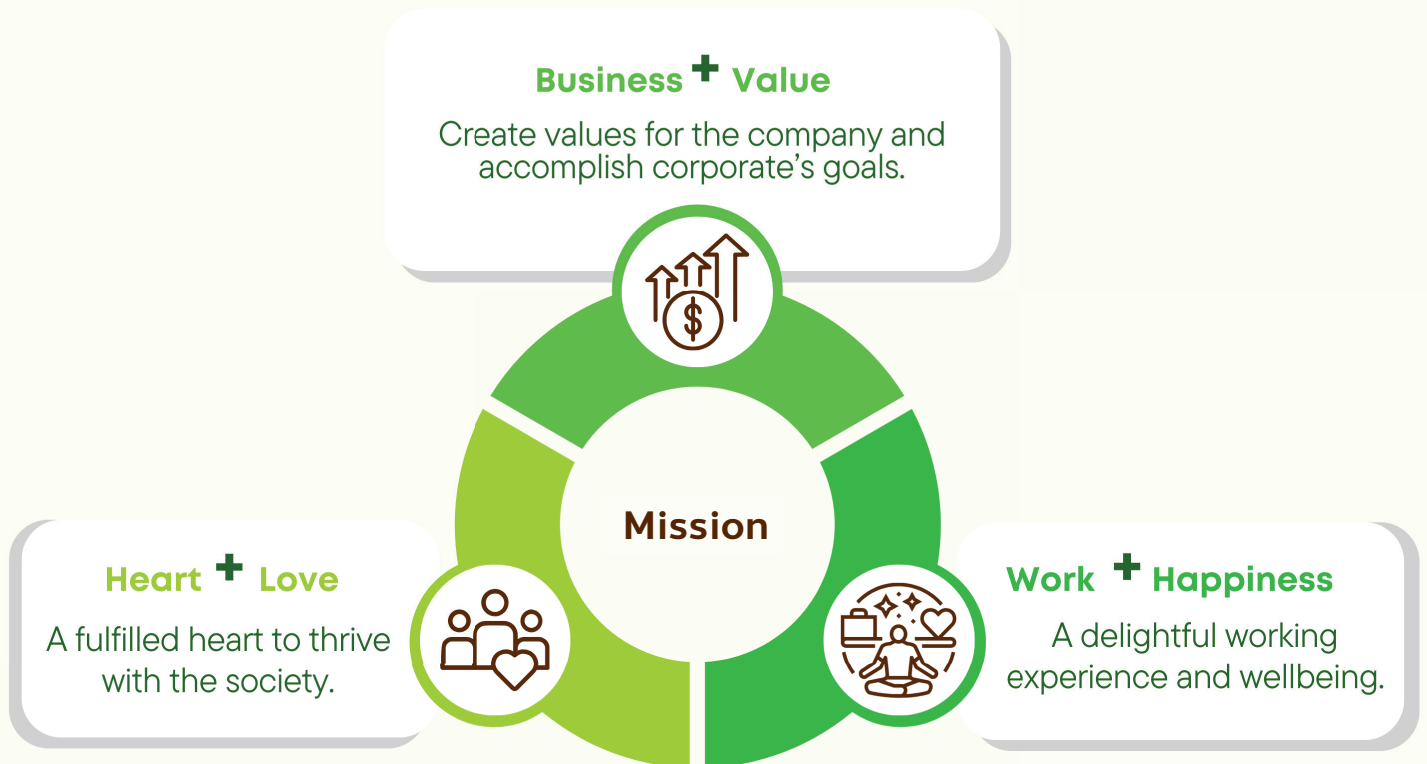 Business + Value
Create values for the company and
accomplish corporate's goals.
$
Mission
Heart + Love
A fulfilled heart to thrive
with the society.
Work + Happiness
A delightful working
experience and wellbeing.